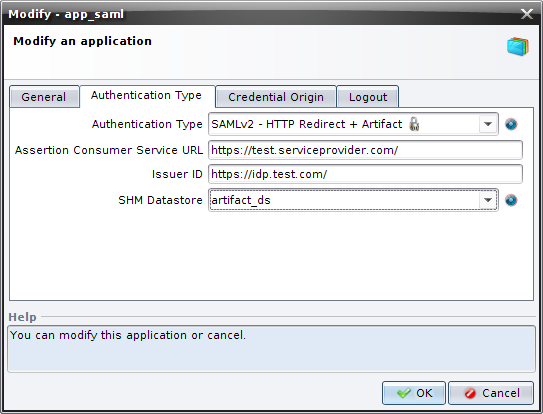 Modify - app_saml
Modify an application
General Authentication Type Credential Origin Logout
Authentication Type SAMLv2 - HTTP Redirect + Artifact
Assertion Consumer Service URL https://test.serviceprovider.com/
Issuer ID https://idp.test.com/
SHM Datastore artifact_ds
Help
You can modify this application or cancel.
OK Cancel